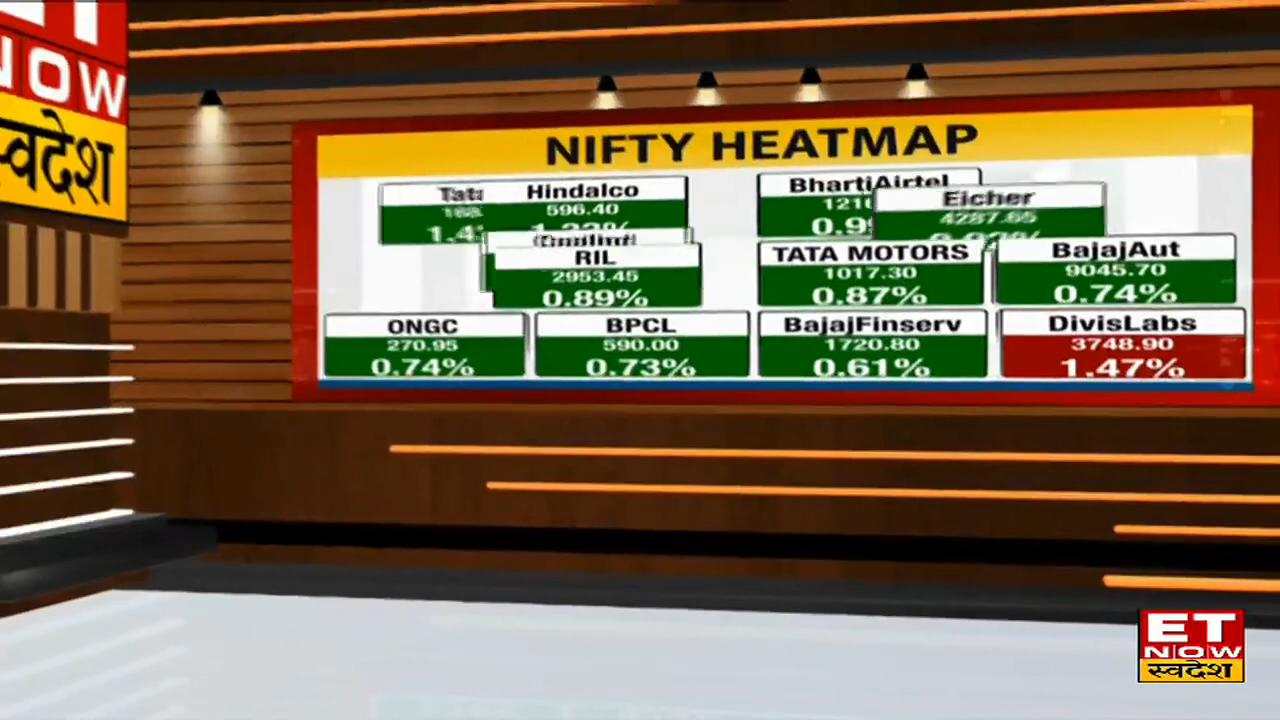 ET
NOW
स्वदेश
NIFTY HEATMAP
Hindalco
596.40
BhartiAirtel
Eicher
4287.65
RIL
2953.45
0.89%
TATA MOTORS
1017.30
0.87%
BajajAut
9045.70
0.74%
ONGC
270.95
0.74%
BPCL
590.00
0.73%
BajajFinserv
1720.80
0.61%
DivisLabs
3748.90
1.47%
ET
NOW
स्वदेश